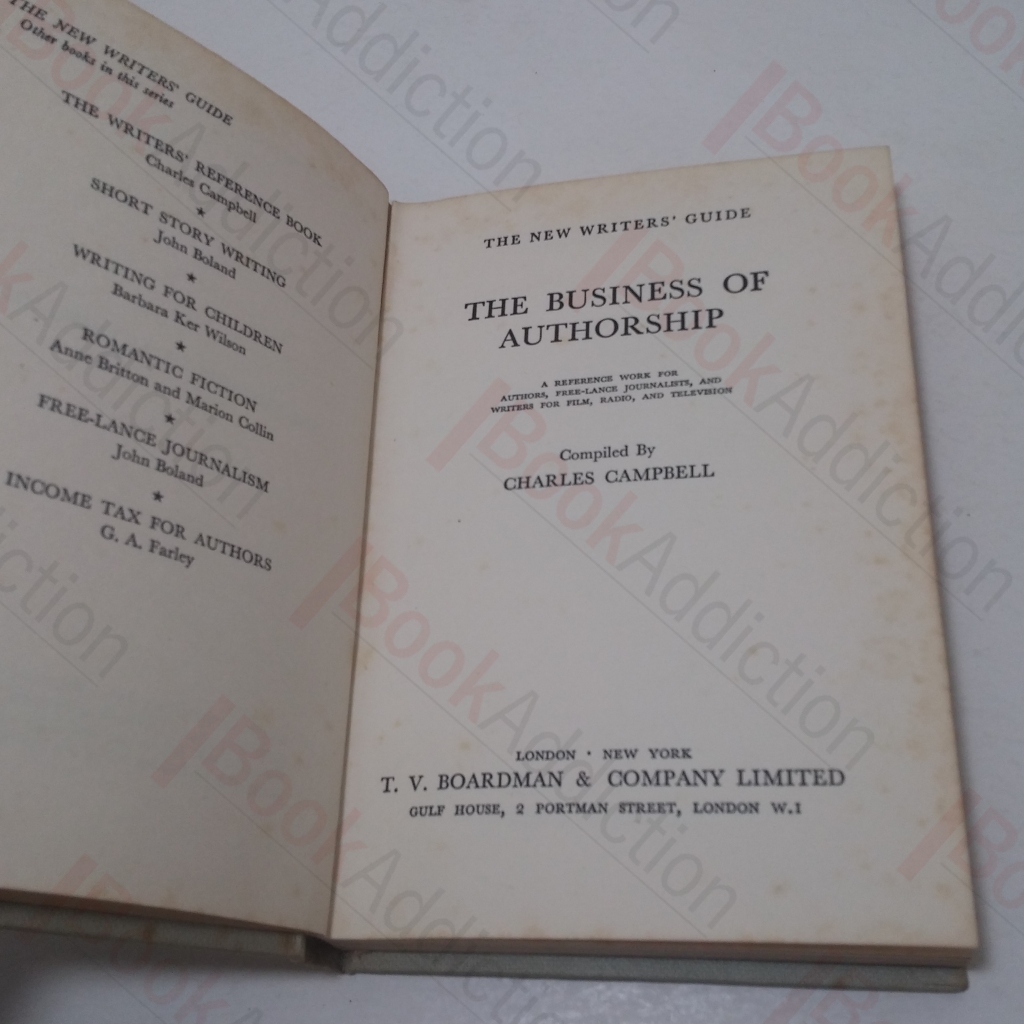 THE NEW WRITERS' GUIDE
Other books in this series
THE WRITERS' REFERENCE BOOK
Charles Campbell
★
SHORT STORY WRITING
John Boland
★
WRITING FOR CHILDREN
Barbara Ker Wilson
★
ROMANTIC FICTION
Anne Britton and Marion Collin
★
FREE-LANCE JOURNALISM
John Boland
★
INCOME TAX FOR AUTHORS
G. A. Farley
THE NEW WRITERS' GUIDE
THE BUSINESS OF
AUTHORSHIP
A REFERENCE WORK FOR
AUTHORS, FREE-LANCE JOURNALISTS, AND
WRITERS FOR FILM, RADIO, AND TELEVISION
Compiled By
CHARLES CAMPBELL
LONDON · NEW YORK
T. V. BOARDMAN & COMPANY LIMITED
GULF HOUSE, 2 PORTMAN STREET, LONDON W.1
BookAddiction